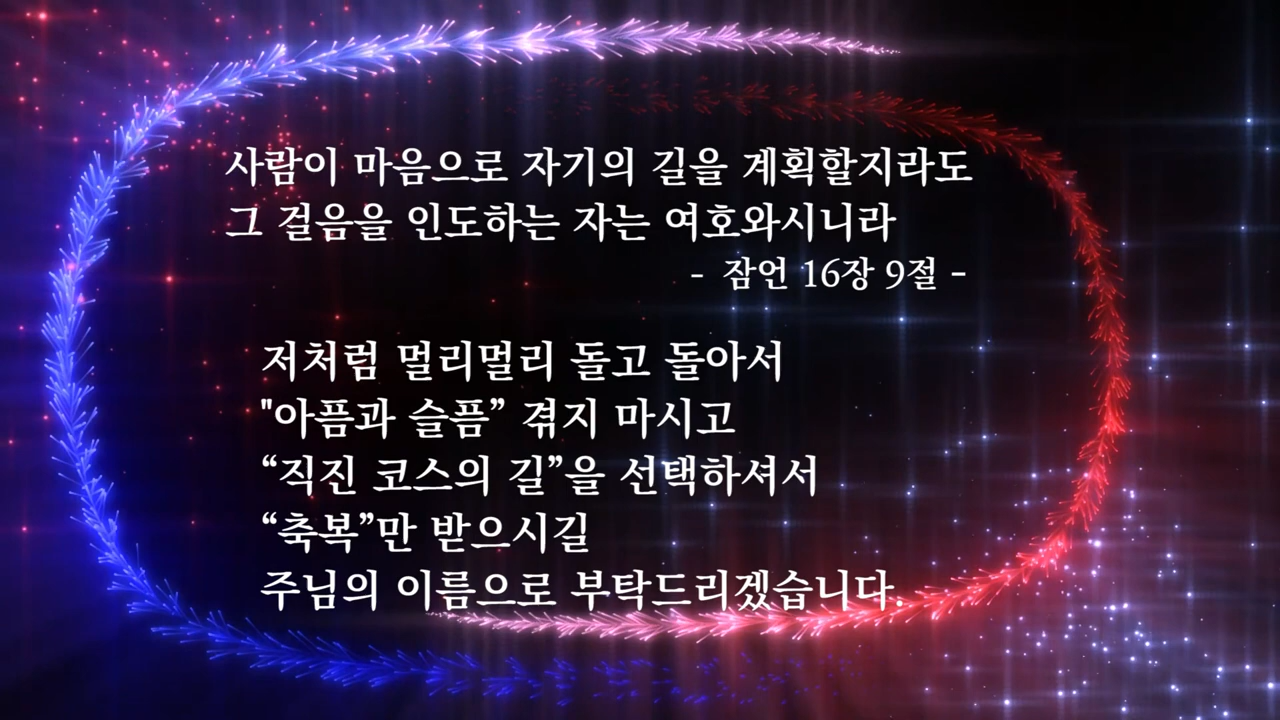 사람이 마음으로 자기의 길을 계획할지라도
그 걸음을 인도하는 자는 여호와시니라
- 잠언 16장 9절 -
저처럼 멀리멀리 돌고 돌아서
"아픔과 슬픔” 겪지 마시고
“직진 코스의 길”을 선택하셔서
“축복”만 받으시길
주님의 이름으로 부탁드리겠습니다.